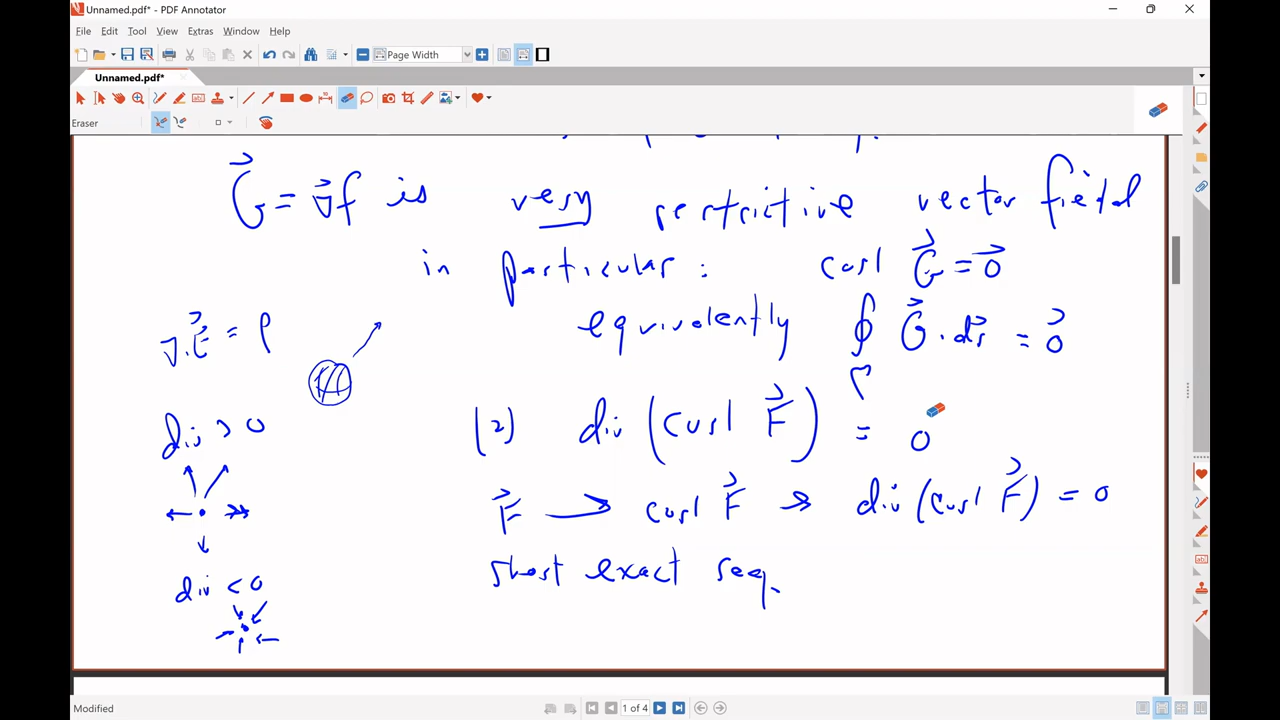 Unnamed.pdf* - PDF Annotator
File Edit Tool View Extras Window Help
Page Width
Unnamed.pdf*
Eraser
G⃗ = ∇⃗f is very restrictive vector field
in particular : curl G⃗ = 0⃗
equivalently ∮ G⃗ . dr⃗ = 0⃗
Γ
∇. E⃗ = ρ
(2) div (curl F⃗) = 0
div > 0
F⃗ → curl F⃗ → div (curl F⃗) = 0
short exact seq.
div < 0
Modified
1 of 4